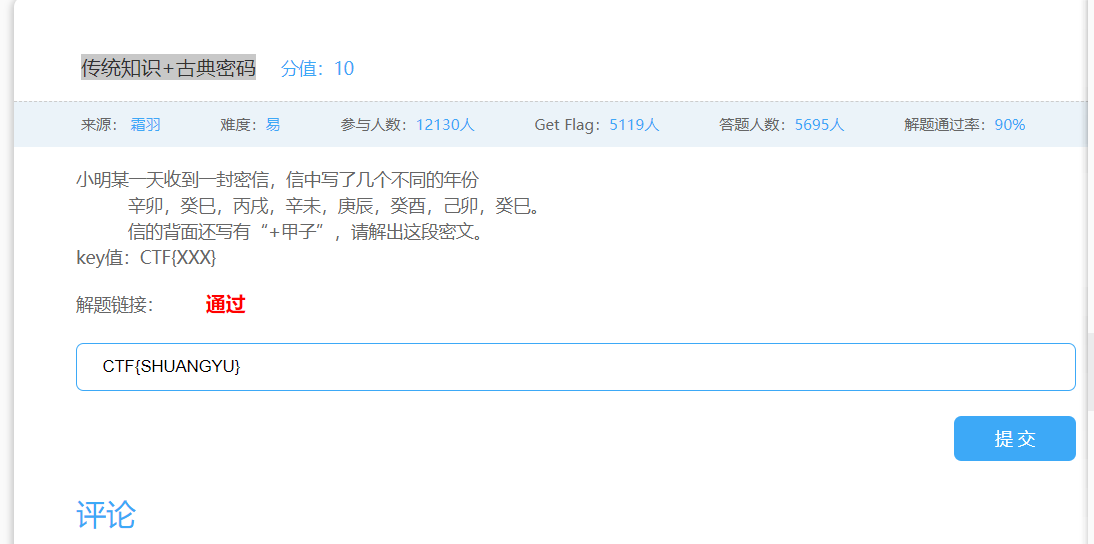 传统知识+古典密码 分值：10
来源： 霜羽 难度：易 参与人数：12130人 Get Flag：5119人 答题人数：5695人 解题通过率：90%
小明某一天收到一封密信，信中写了几个不同的年份
辛卯，癸巳，丙戌，辛未，庚辰，癸酉，己卯，癸巳。
信的背面还写有“+甲子”，请解出这段密文。
key值：CTF{XXX}
解题链接： 通过
CTF{SHUANGYU}
提 交
评论